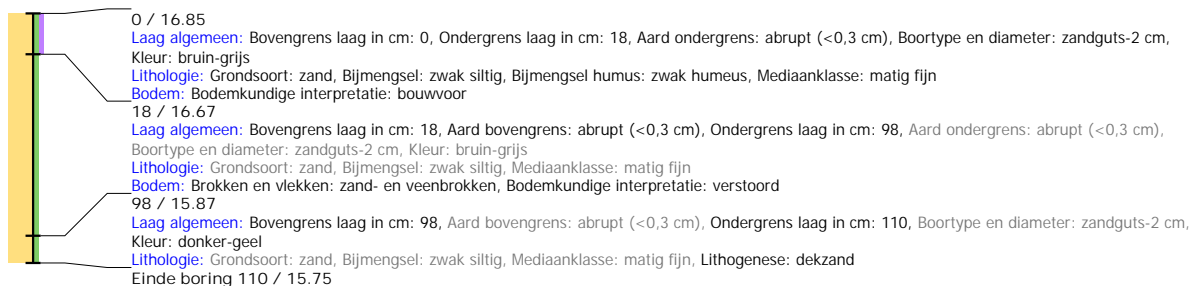 0 / 16.85
Laag algemeen: Bovengrens laag in cm: 0, Ondergrens laag in cm: 18, Aard ondergrens: abrupt (<0,3 cm), Boortype en diameter: zandguts-2 cm,
Kleur: bruin-grijs
Lithologie: Grondsoort: zand, Bijmengsel: zwak siltig, Bijmengsel humus: zwak humeus, Mediaanklasse: matig fijn
Bodem: Bodemkundige interpretatie: bouwvoor
18 / 16.67
Laag algemeen: Bovengrens laag in cm: 18, Aard bovengrens: abrupt (<0,3 cm), Ondergrens laag in cm: 98, Aard ondergrens: abrupt (<0,3 cm),
Boortype en diameter: zandguts-2 cm, Kleur: bruin-grijs
Lithologie: Grondsoort: zand, Bijmengsel: zwak siltig, Mediaanklasse: matig fijn
Bodem: Brokken en vlekken: zand- en veenbrokken, Bodemkundige interpretatie: verstoord
98 / 15.87
Laag algemeen: Bovengrens laag in cm: 98, Aard bovengrens: abrupt (<0,3 cm), Ondergrens laag in cm: 110, Boortype en diameter: zandguts-2 cm,
Kleur: donker-geel
Lithologie: Grondsoort: zand, Bijmengsel: zwak siltig, Mediaanklasse: matig fijn, Lithogenese: dekzand
Einde boring 110 / 15.75